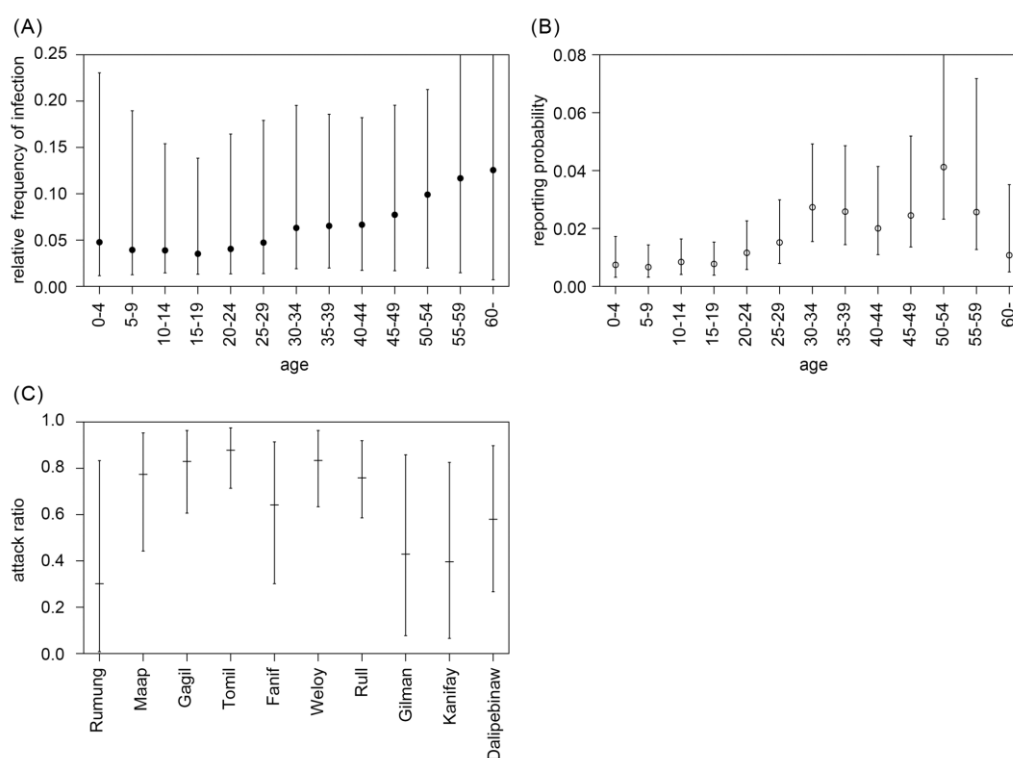 (A)
relative frequency of infection
0.25
0.20
0.15
0.10
0.05
0.00
0-4
5-9
10-14
15-19
20-24
25-29
30-34
35-39
40-44
45-49
50-54
55-59
60-
age
(B)
reporting probability
0.08
0.06
0.04
0.02
0.00
0-4
5-9
10-14
15-19
20-24
25-29
30-34
35-39
40-44
45-49
50-54
55-59
60-
age
(C)
attack ratio
1.0
0.8
0.6
0.4
0.2
0.0
Rumung
Maap
Gagil
Tomil
Fanif
Weloy
Rull
Gilman
Kanifay
Dalipebinaw